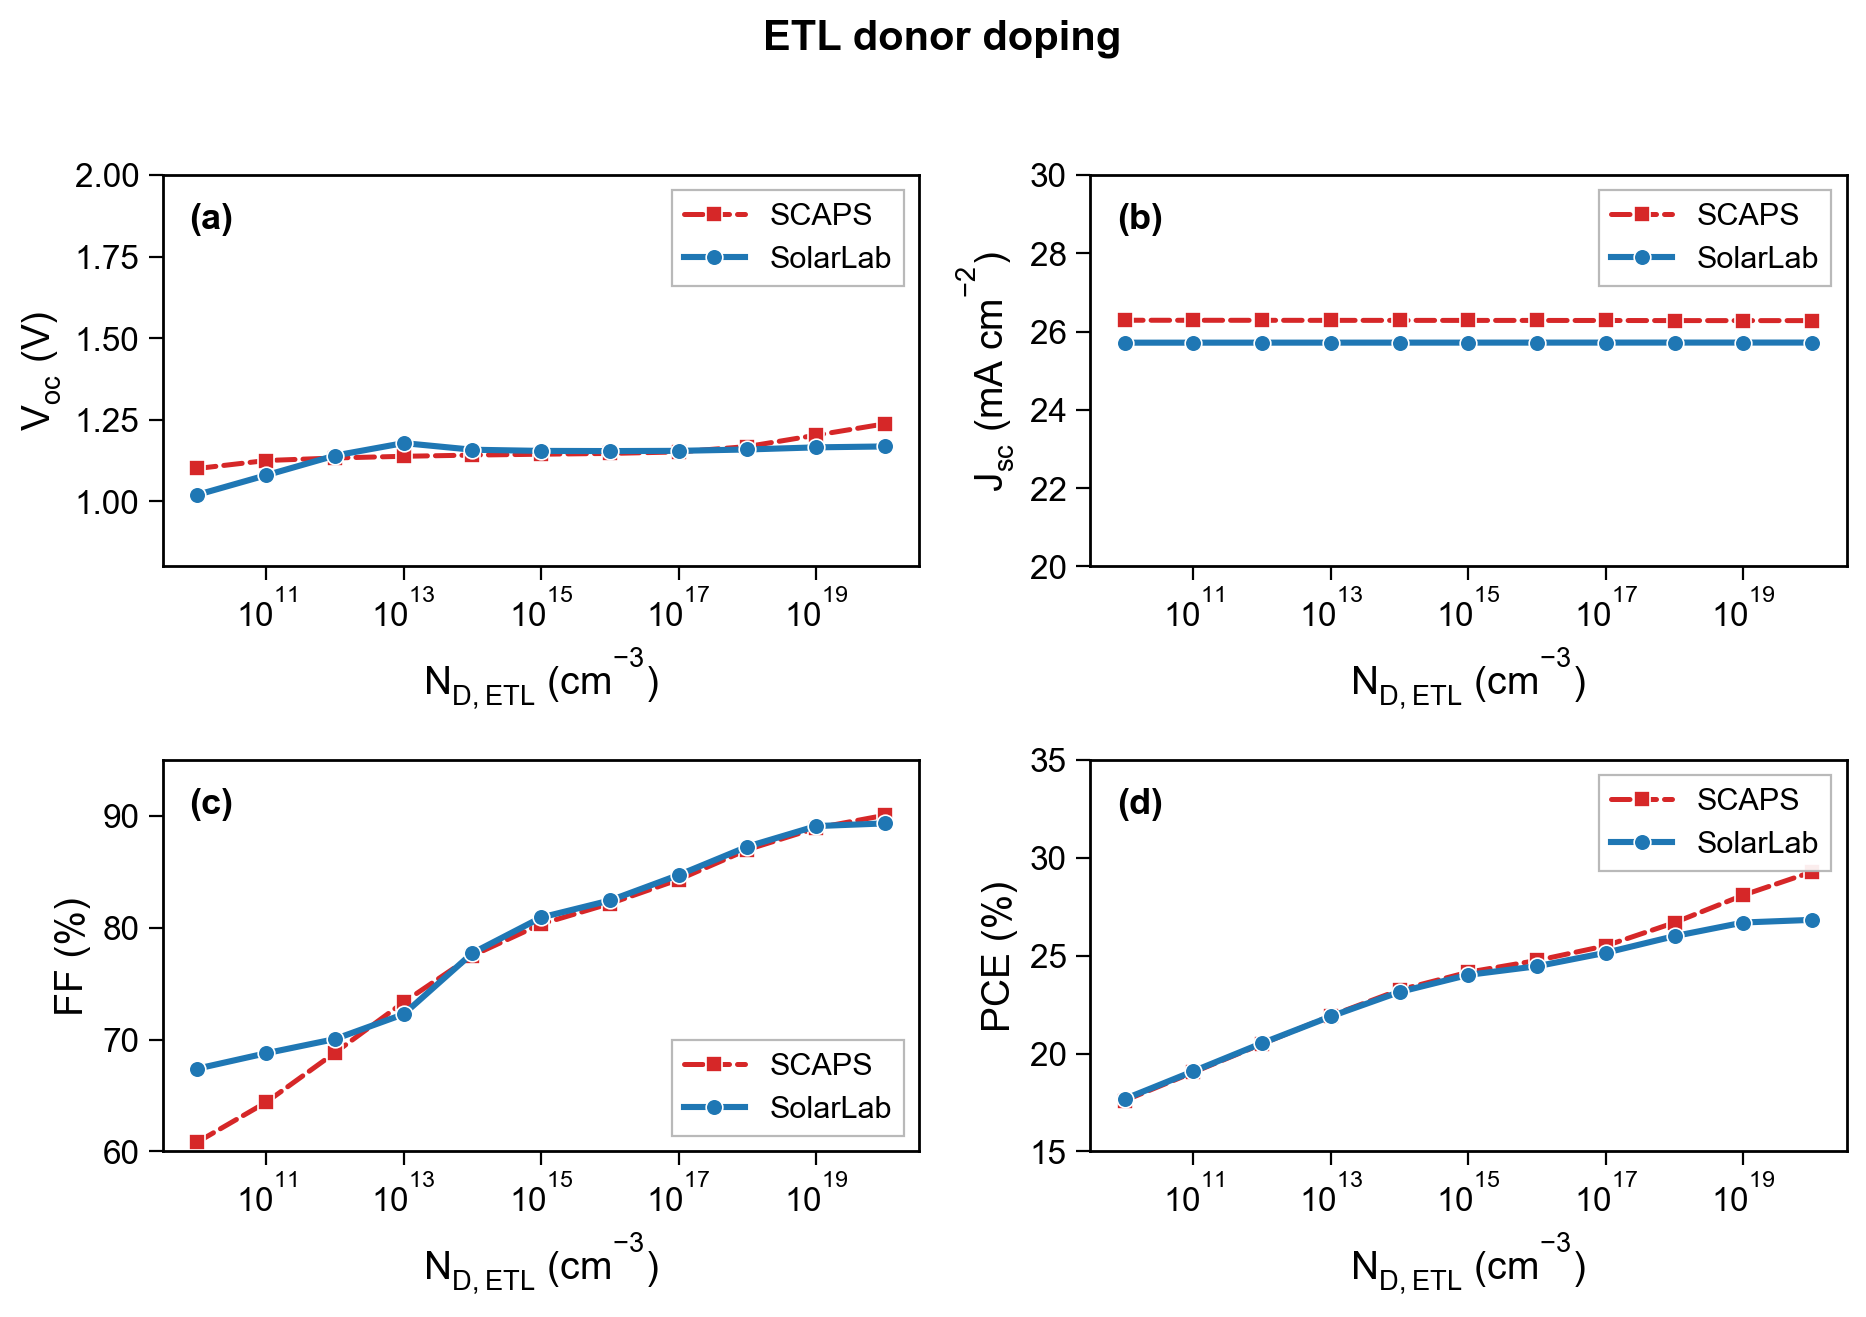 ETL donor doping
(a)
SCAPS
SolarLab
2.00
1.75
1.50
1.25
1.00
V_oc (V)
10^11 10^13 10^15 10^17 10^19
N_D, ETL (cm^−3)
(b)
SCAPS
SolarLab
30
28
26
24
22
20
J_sc (mA cm^−2)
10^11 10^13 10^15 10^17 10^19
N_D, ETL (cm^−3)
(c)
90
80
70
60
FF (%)
SCAPS
SolarLab
10^11 10^13 10^15 10^17 10^19
N_D, ETL (cm^−3)
(d)
SCAPS
SolarLab
35
30
25
20
15
PCE (%)
10^11 10^13 10^15 10^17 10^19
N_D, ETL (cm^−3)